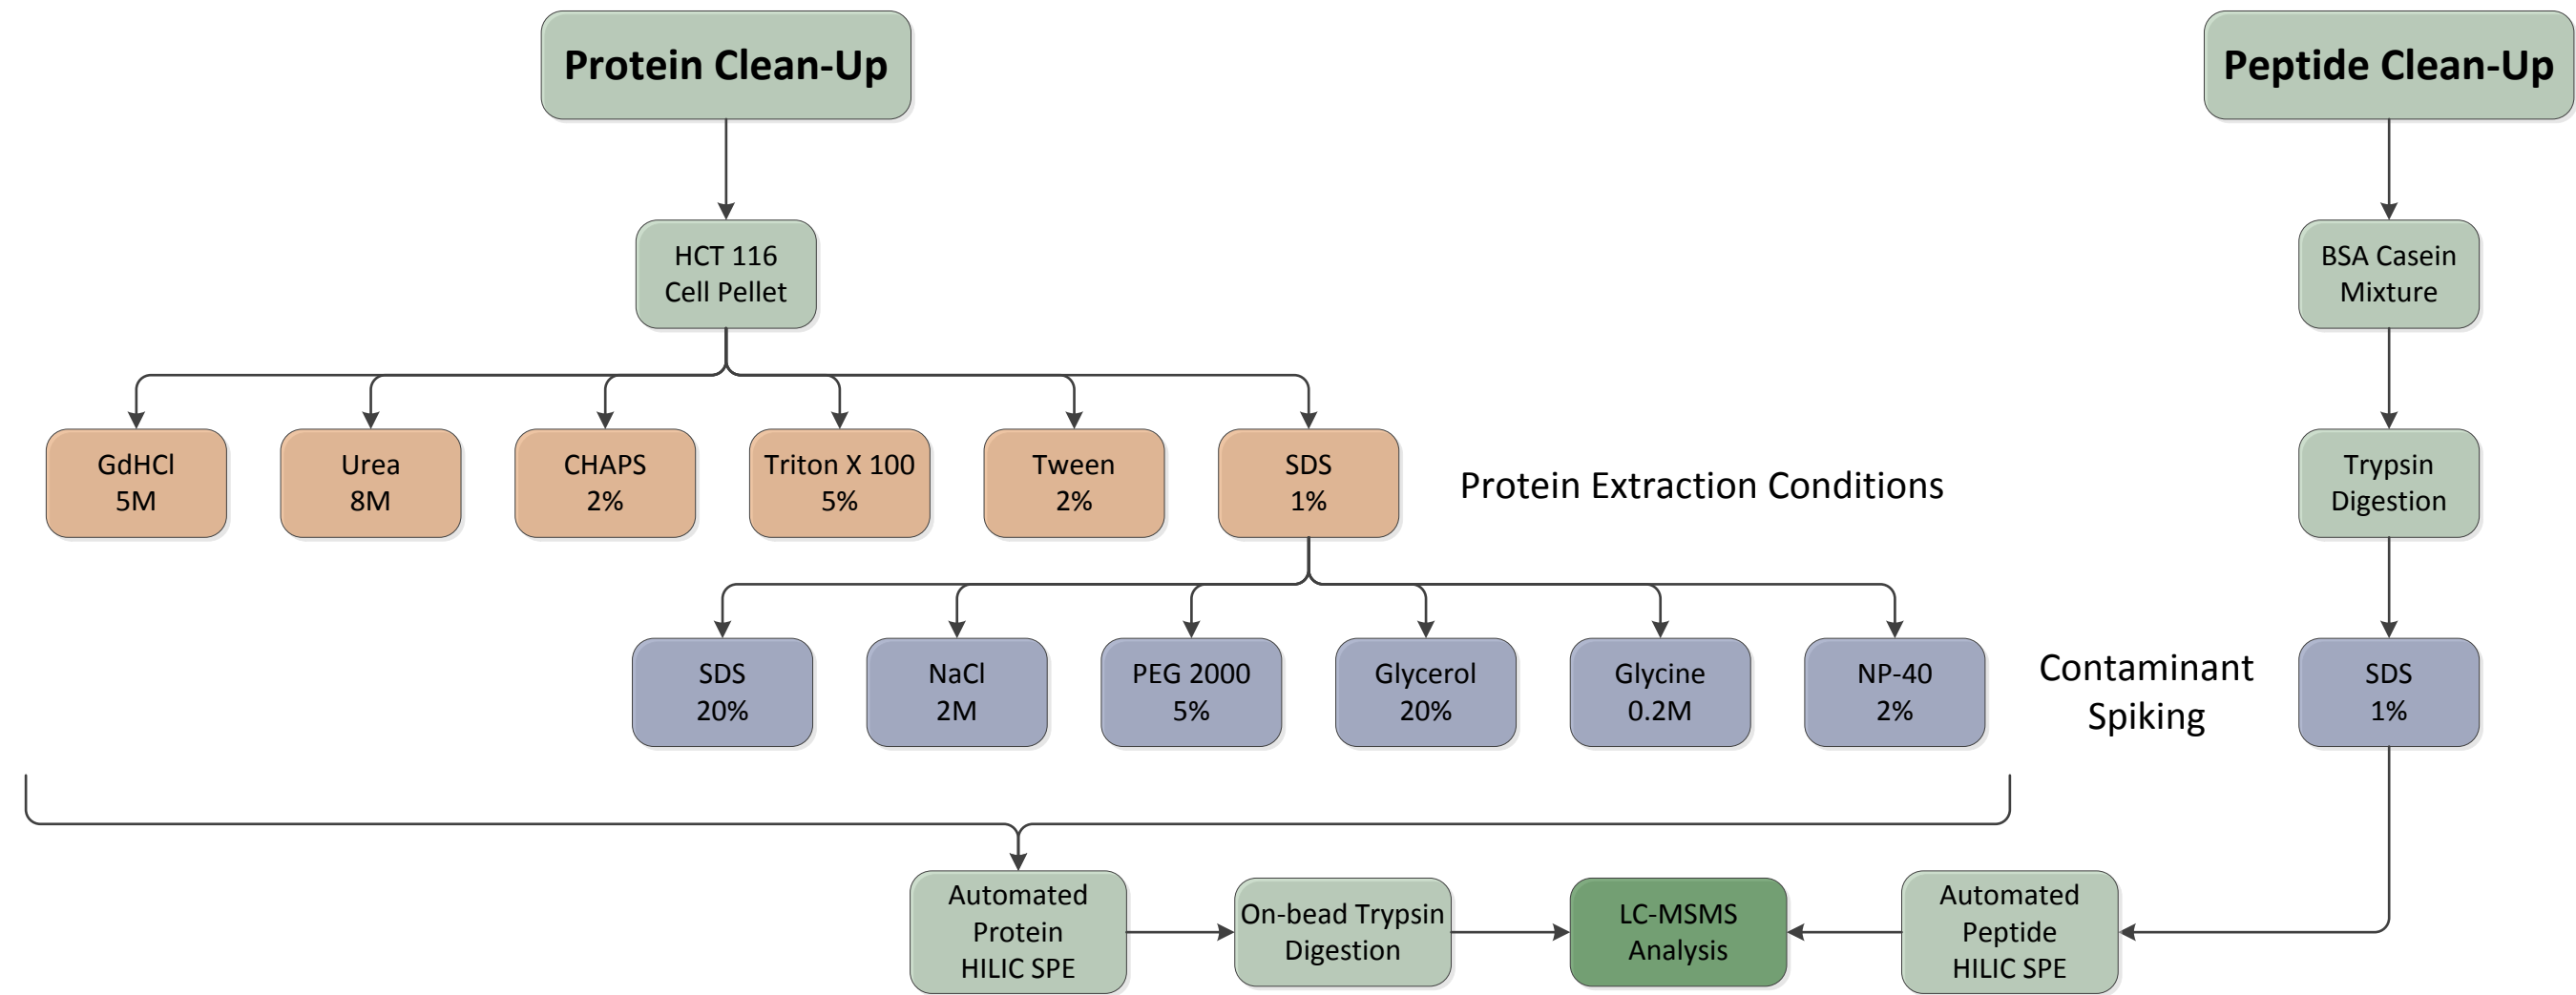 Protein Clean-Up
Peptide Clean-Up
HCT 116
Cell Pellet
BSA Casein
Mixture
GdHCl
5M
Urea
8M
CHAPS
2%
Triton X 100
5%
Tween
2%
SDS
1%
Protein Extraction Conditions
Trypsin
Digestion
SDS
20%
NaCl
2M
PEG 2000
5%
Glycerol
20%
Glycine
0.2M
NP-40
2%
Contaminant
Spiking
SDS
1%
Automated
Protein
HILIC SPE
On-bead Trypsin
Digestion
LC-MSMS
Analysis
Automated
Peptide
HILIC SPE